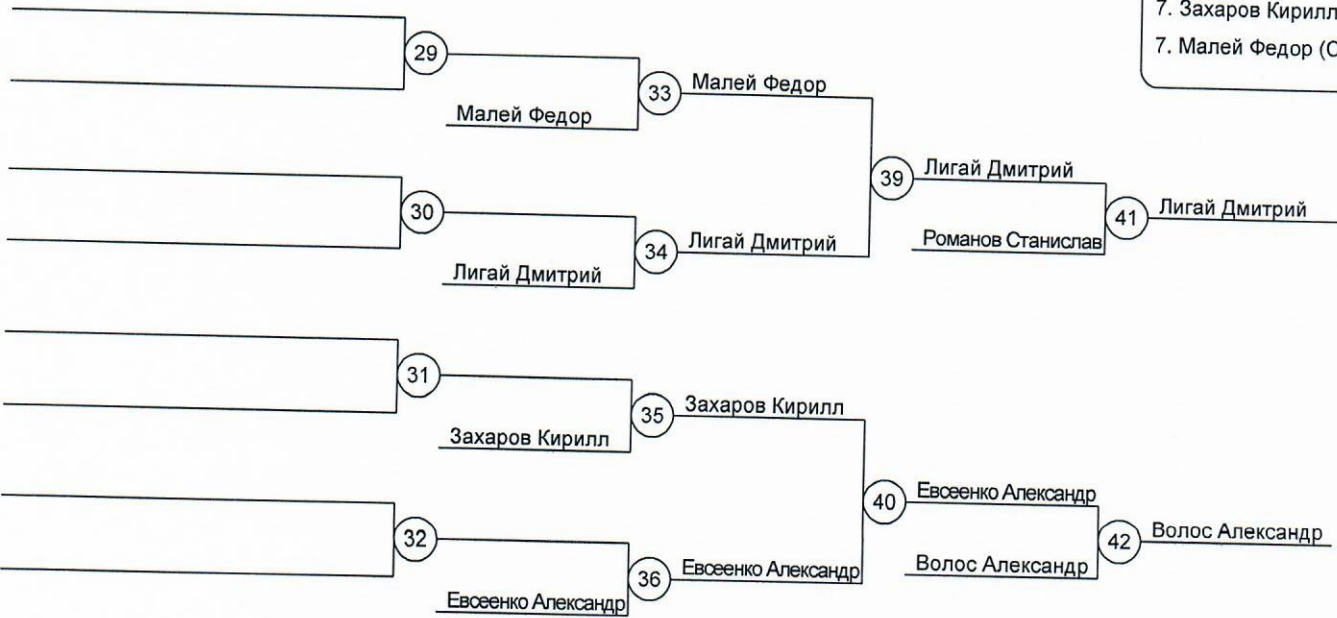 7. Захаров Кирилл
7. Малей Федор (С
29
Малей Федор
33
Малей Федор
30
Лигай Дмитрий
34
Лигай Дмитрий
39
Лигай Дмитрий
Романов Станислав
41
Лигай Дмитрий
31
Захаров Кирилл
35
Захаров Кирилл
32
Евсеенко Александр
36
Евсеенко Александр
40
Евсеенко Александр
Волос Александр
42
Волос Александр